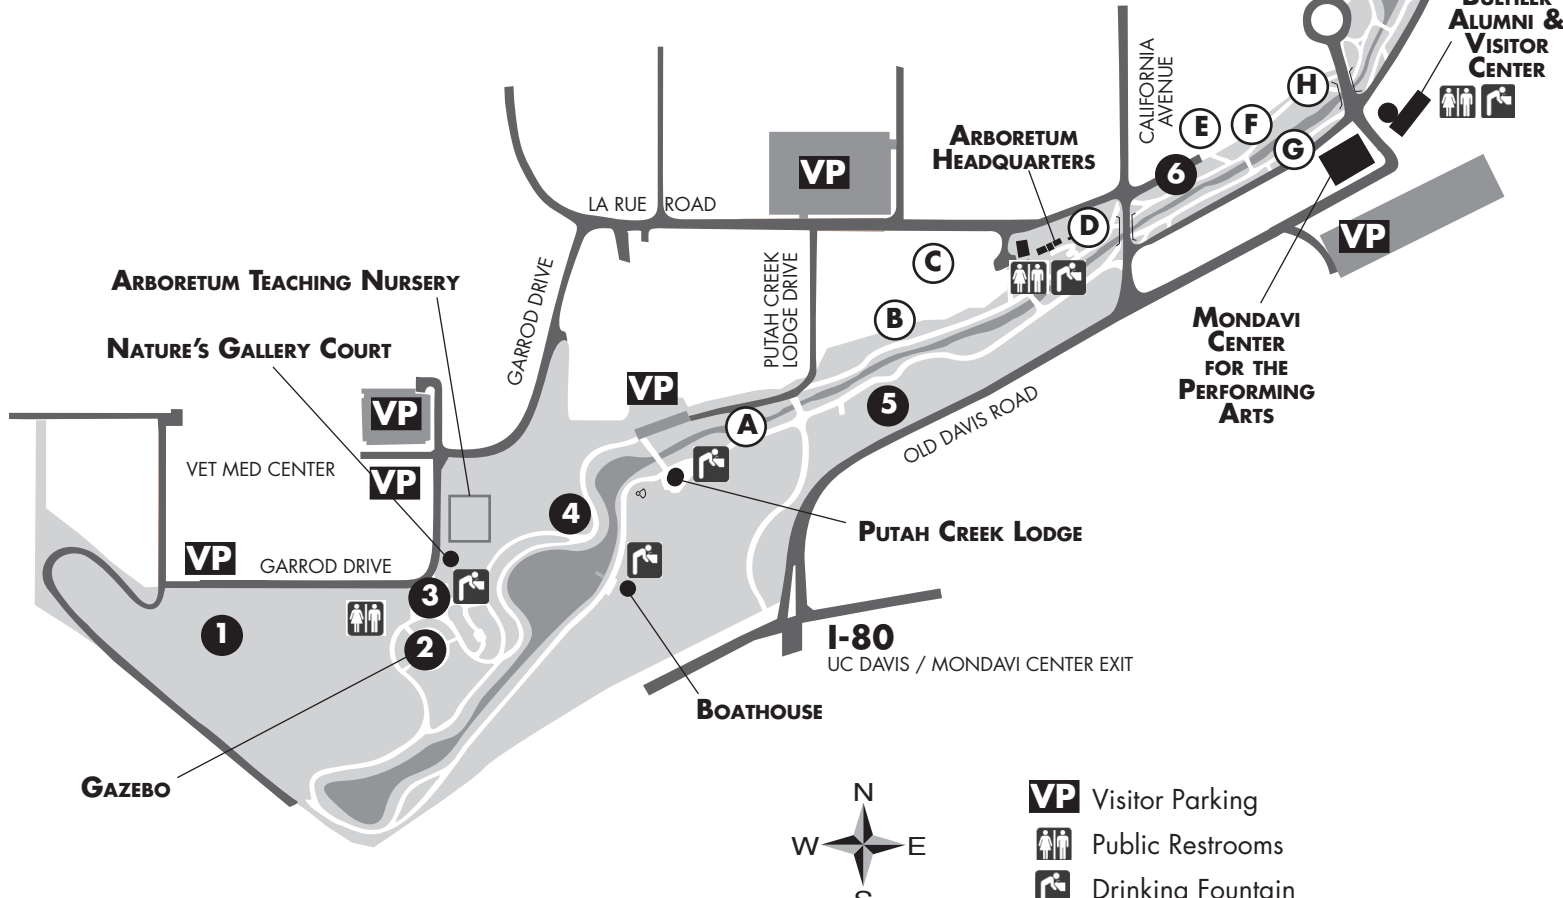 BUEHLER
ALUMNI &
VISITOR
CENTER
CALIFORNIA
AVENUE
H
E
F
G
6
ARBORETUM
HEADQUARTERS
VP
LA RUE ROAD
D
VP
C
ARBORETUM TEACHING NURSERY
GARROD DRIVE
PUTAH CREEK
LODGE DRIVE
B
MONDAVI
CENTER
FOR THE
PERFORMING
ARTS
NATURE'S GALLERY COURT
VP
VP
5
A
OLD DAVIS ROAD
VET MED CENTER
VP
4
PUTAH CREEK LODGE
VP
GARROD DRIVE
3
1
2
I-80
UC DAVIS / MONDAVI CENTER EXIT
BOATHOUSE
GAZEBO
N
W E
S
VP Visitor Parking
Public Restrooms
Drinking Fountain